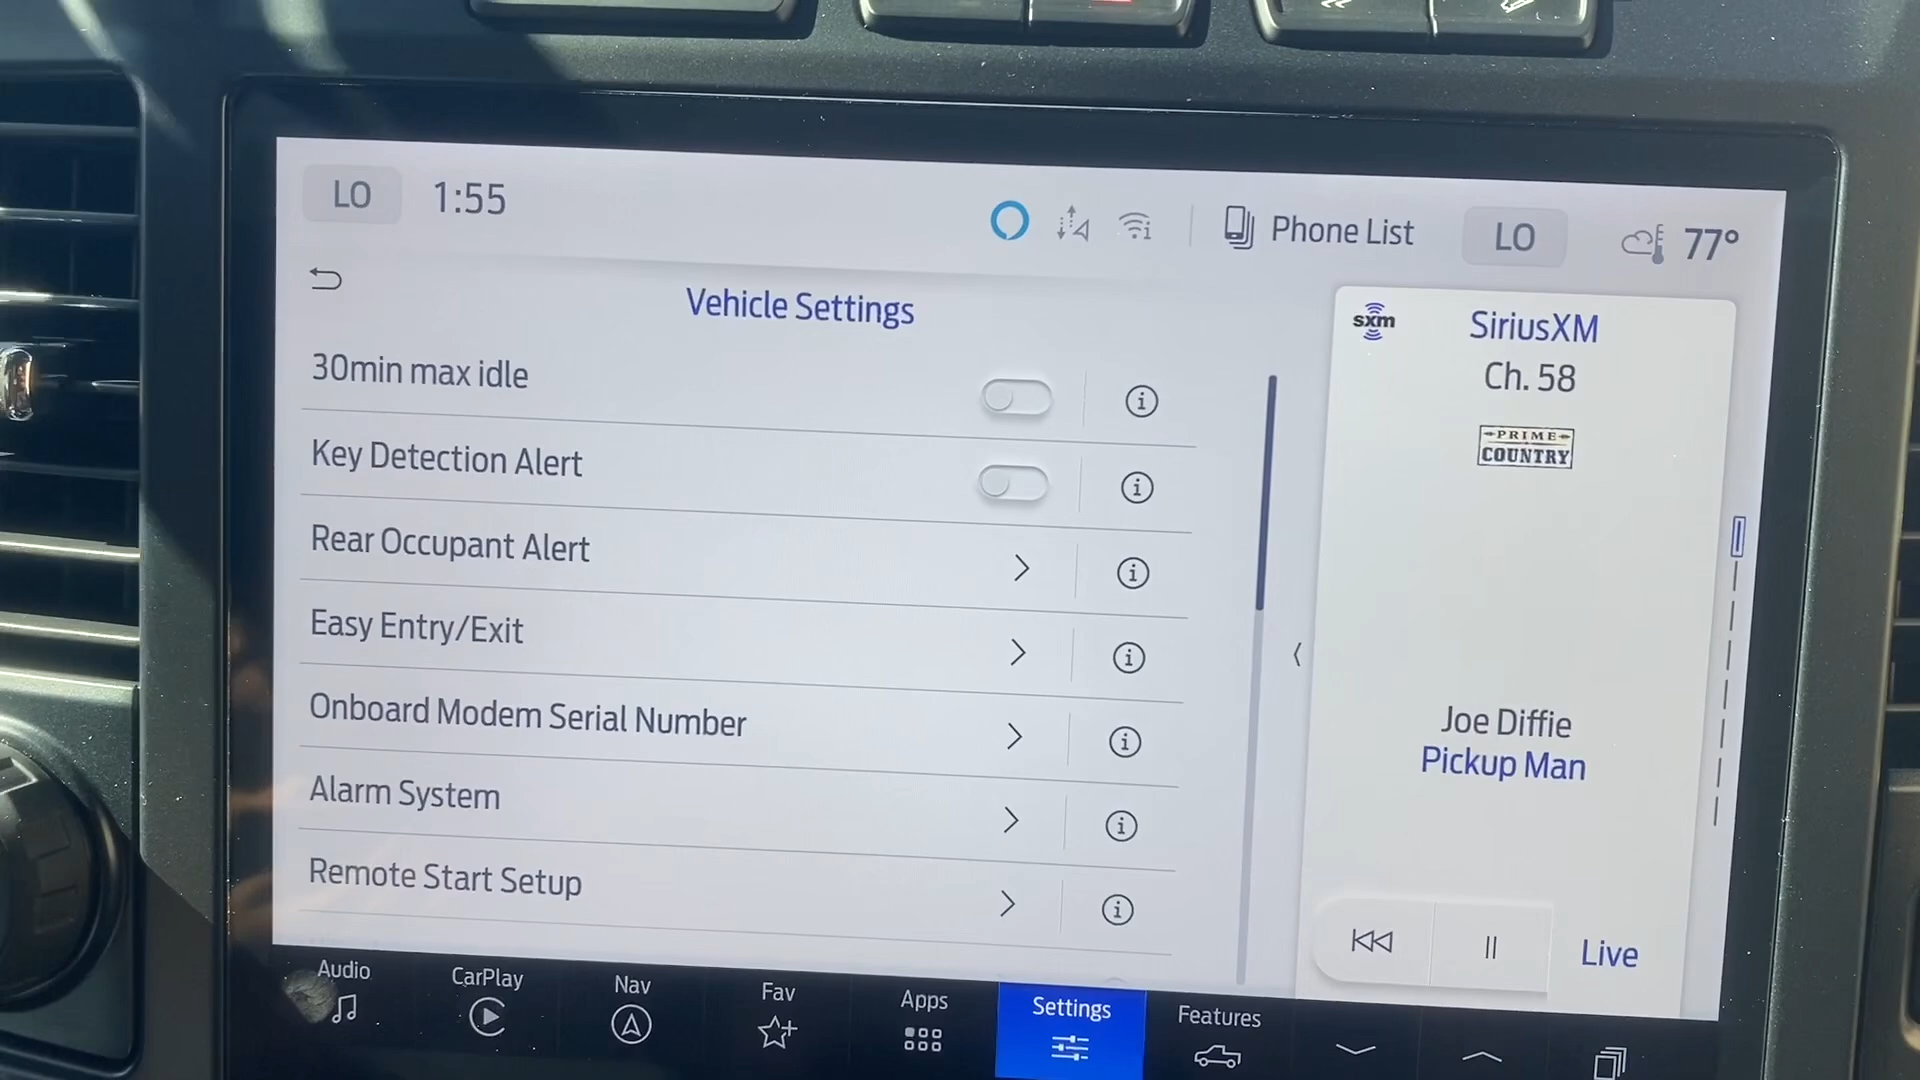 LO
1:55
Phone List
LO
77°
Vehicle Settings
30min max idle
Key Detection Alert
Rear Occupant Alert
Easy Entry/Exit
Onboard Modem Serial Number
Alarm System
Remote Start Setup
sxm
SiriusXM
Ch. 58
PRIME
COUNTRY
Joe Diffie
Pickup Man
Live
Audio
CarPlay
Nav
Fav
Apps
Settings
Features